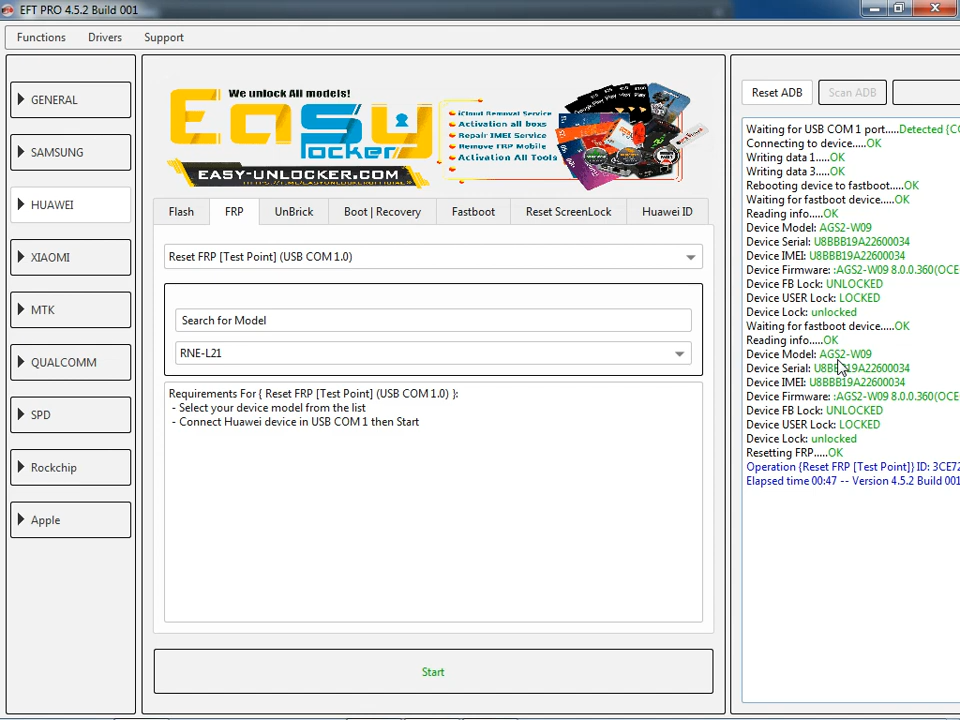 EFT PRO 4.5.2 Build 001
Functions Drivers Support
GENERAL
SAMSUNG
HUAWEI
XIAOMI
MTK
QUALCOMM
SPD
Rockchip
Apple
We unlock All models!
Easy
locker
EASY-UNLOCKER.COM
iCloud Removal Service
Activation all boxs
Repair IMEI Service
Remove FRP Mobile
Activation All Tools
Flash FRP UnBrick Boot | Recovery Fastboot Reset ScreenLock Huawei ID
Reset FRP [Test Point] (USB COM 1.0)
Search for Model
RNE-L21
Requirements For { Reset FRP [Test Point] (USB COM 1.0) }:
- Select your device model from the list
- Connect Huawei device in USB COM 1 then Start
Start
Reset ADB Scan ADB
Waiting for USB COM 1 port.....Detected {CO
Connecting to device.....OK
Writing data 1.....OK
Writing data 3.....OK
Rebooting device to fastboot.....OK
Waiting for fastboot device.....OK
Reading info.....OK
Device Model: AGS2-W09
Device Serial: U8BBB19A22600034
Device IMEI: U8BBB19A22600034
Device Firmware: :AGS2-W09 8.0.0.360(OCE
Device FB Lock: UNLOCKED
Device USER Lock: LOCKED
Device Lock: unlocked
Waiting for fastboot device.....OK
Reading info.....OK
Device Model: AGS2-W09
Device Serial: U8BBB19A22600034
Device IMEI: U8BBB19A22600034
Device Firmware: :AGS2-W09 8.0.0.360(OCE
Device FB Lock: UNLOCKED
Device USER Lock: LOCKED
Device Lock: unlocked
Resetting FRP.....OK
Operation {Reset FRP [Test Point]} ID: 3CE72
Elapsed time 00:47 -- Version 4.5.2 Build 001